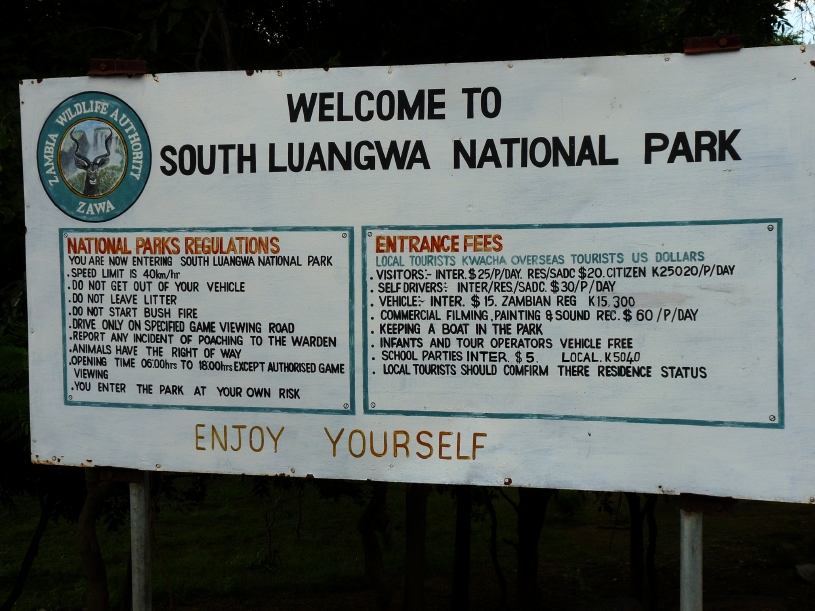 WELCOME TO
SOUTH LUANGWA NATIONAL PARK
ZAMBIA WILDLIFE AUTHORITY
ZAWA
NATIONAL PARKS REGULATIONS
YOU ARE NOW ENTERING SOUTH LUANGWA NATIONAL PARK
.SPEED LIMIT IS 40km/hr
.DO NOT GET OUT OF YOUR VEHICLE
.DO NOT LEAVE LITTER
.DO NOT START BUSH FIRE
.DRIVE ONLY ON SPECIFIED GAME VIEWING ROAD
.REPORT ANY INCIDENT OF POACHING TO THE WARDEN
.ANIMALS HAVE THE RIGHT OF WAY
.OPENING TIME 06:00hrs TO 18:00hrs EXCEPT AUTHORISED GAME
VIEWING
.YOU ENTER THE PARK AT YOUR OWN RISK
ENTRANCE FEES
LOCAL TOURISTS KWACHA OVERSEAS TOURISTS US DOLLARS
. VISITORS:- INTER. $25/P/DAY. RES/SADC $20. CITIZEN K25020/P/DAY
. SELF DRIVERS:- INTER/RES/SADC. $30/P/DAY
. VEHICLE:- INTER. $15. ZAMBIAN REG K15.300
. COMMERCIAL FILMING, PAINTING & SOUND REC. $60/P/DAY
. KEEPING A BOAT IN THE PARK
. INFANTS AND TOUR OPERATORS VEHICLE FREE
. SCHOOL PARTIES INTER. $5. LOCAL. K5040
. LOCAL TOURISTS SHOULD COMFIRM THERE RESIDENCE STATUS
ENJOY YOURSELF